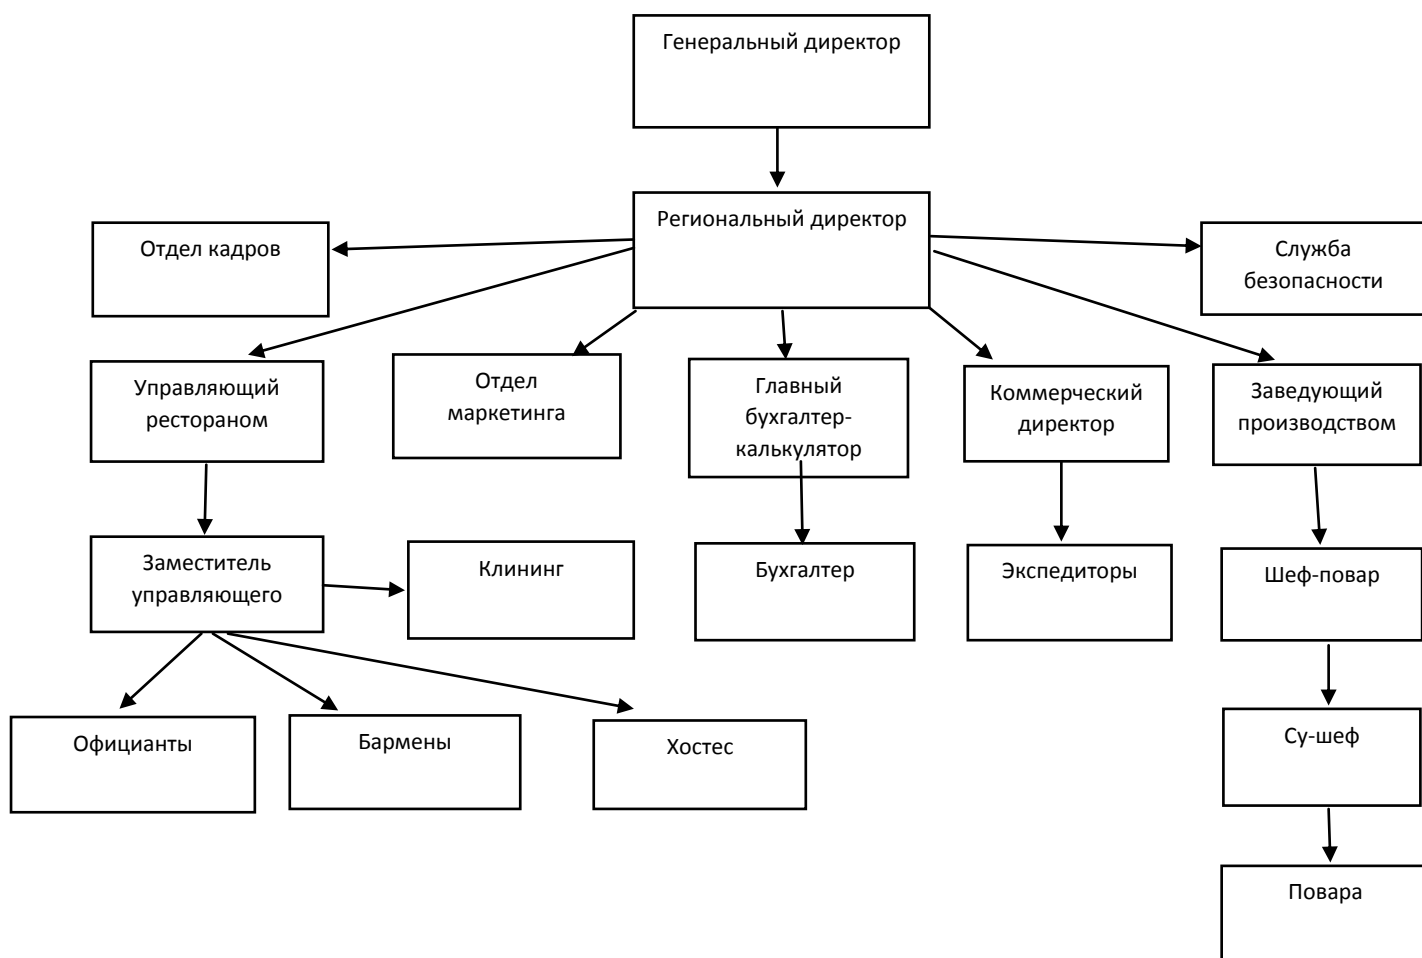 Генеральный директор
Региональный директор
Отдел кадров
Служба
безопасности
Управляющий
рестораном
Отдел
маркетинга
Главный
бухгалтер-
калькулятор
Коммерческий
директор
Заведующий
производством
Заместитель
управляющего
Клининг
Бухгалтер
Экспедиторы
Шеф-повар
Официанты
Бармены
Хостес
Су-шеф
Повара